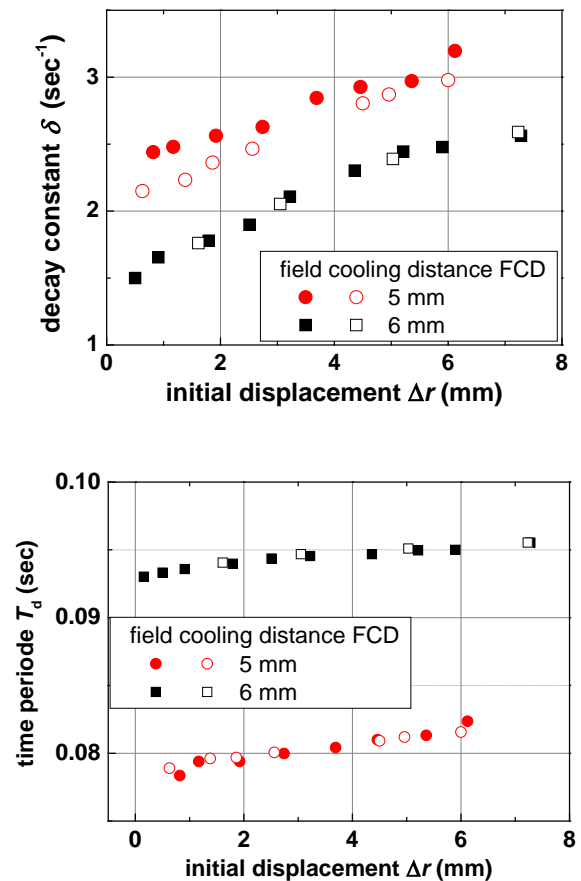 3
2
1
decay constant δ (sec-1)
field cooling distance FCD
5 mm
6 mm
0 2 4 6 8
initial displacement Δr (mm)
0.10
0.09
0.08
time periode Td (sec)
field cooling distance FCD
5 mm
6 mm
0 2 4 6
initial displacement Δr (mm)